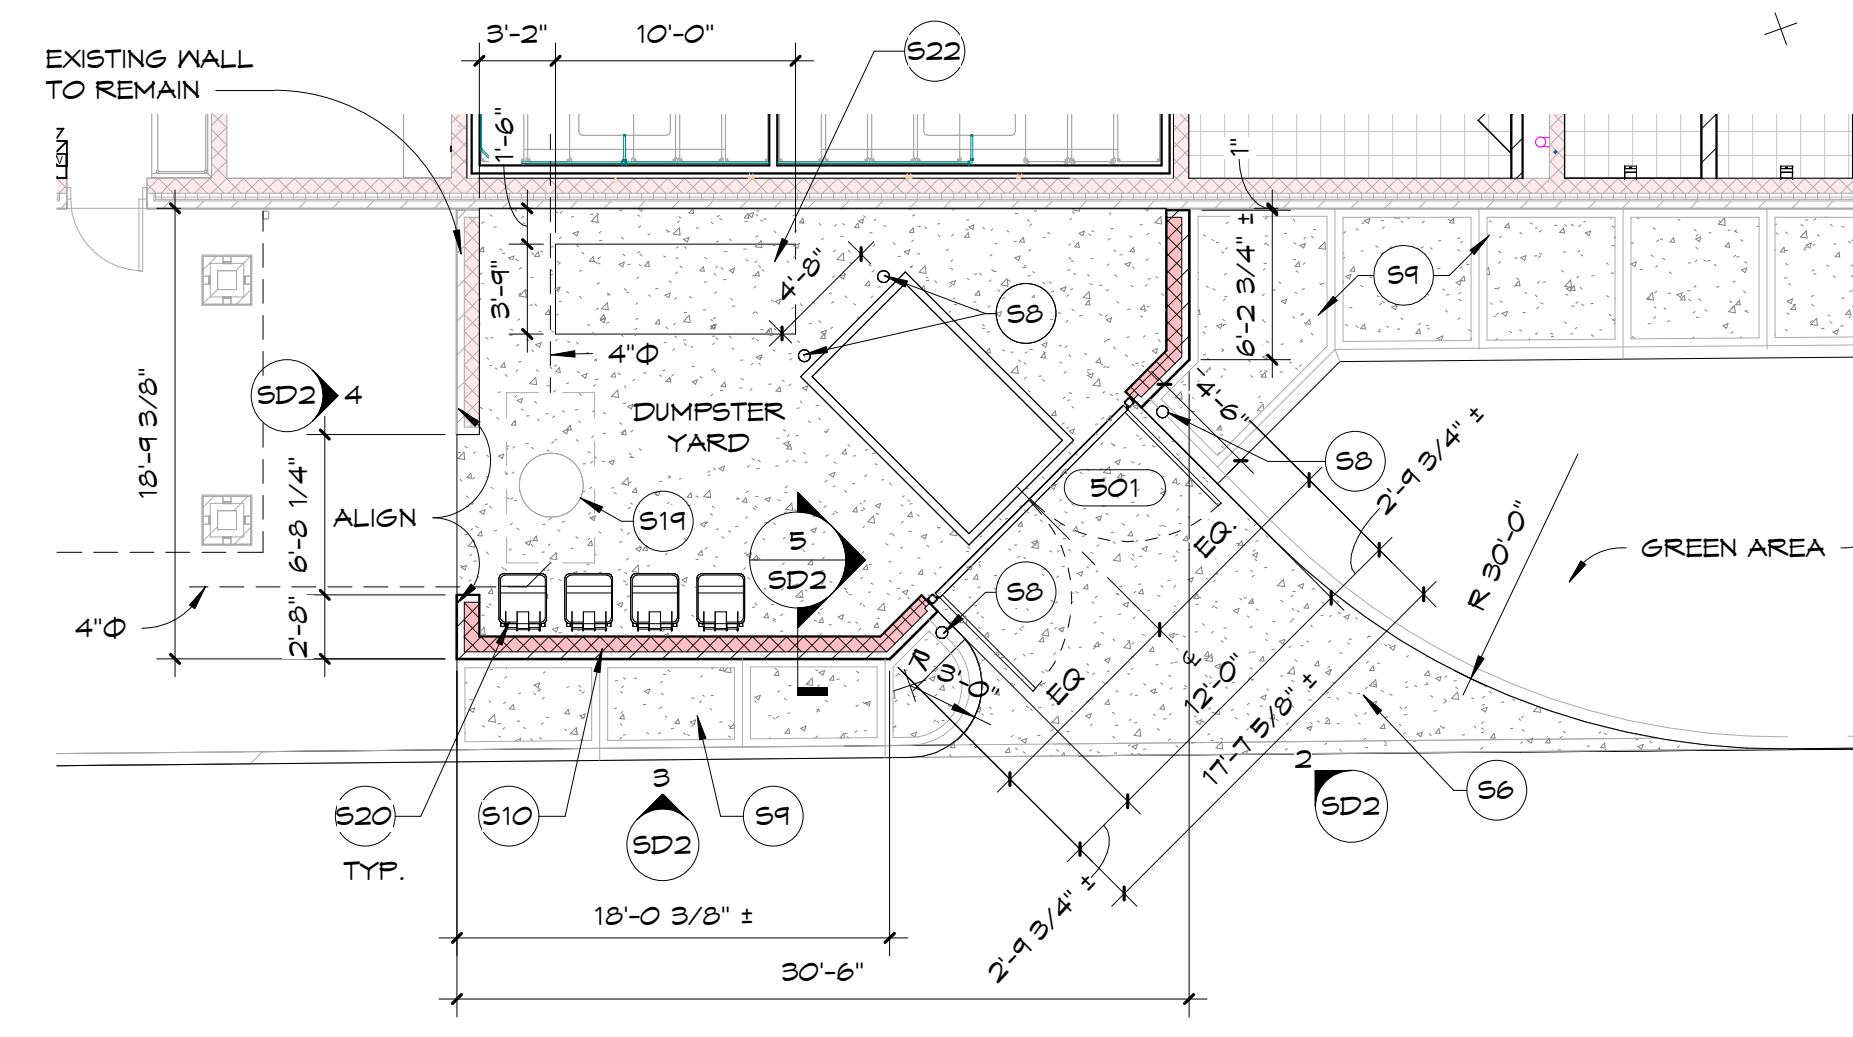 3'-2"
10'-0"
S22
EXISTING WALL
TO REMAIN
1'-6"
1"
3'-9"
4'-8"
S8
6'-2 3/4" ±
S9
4"Φ
SD2
4
18'-9 3/8"
DUMPSTER
YARD
4'-6"
S8
2'-9 3/4" ±
501
6'-8 1/4"
ALIGN
S19
5
SD2
EQ.
R 30'-0"
GREEN AREA
S8
4"Φ
2'-8"
R 3'-0"
EQ
12'-0"
17'-7 5/8" ±
2
SD2
S6
S20
TYP.
S10
3
SD2
S9
2'-9 3/4" ±
18'-0 3/8" ±
30'-6"